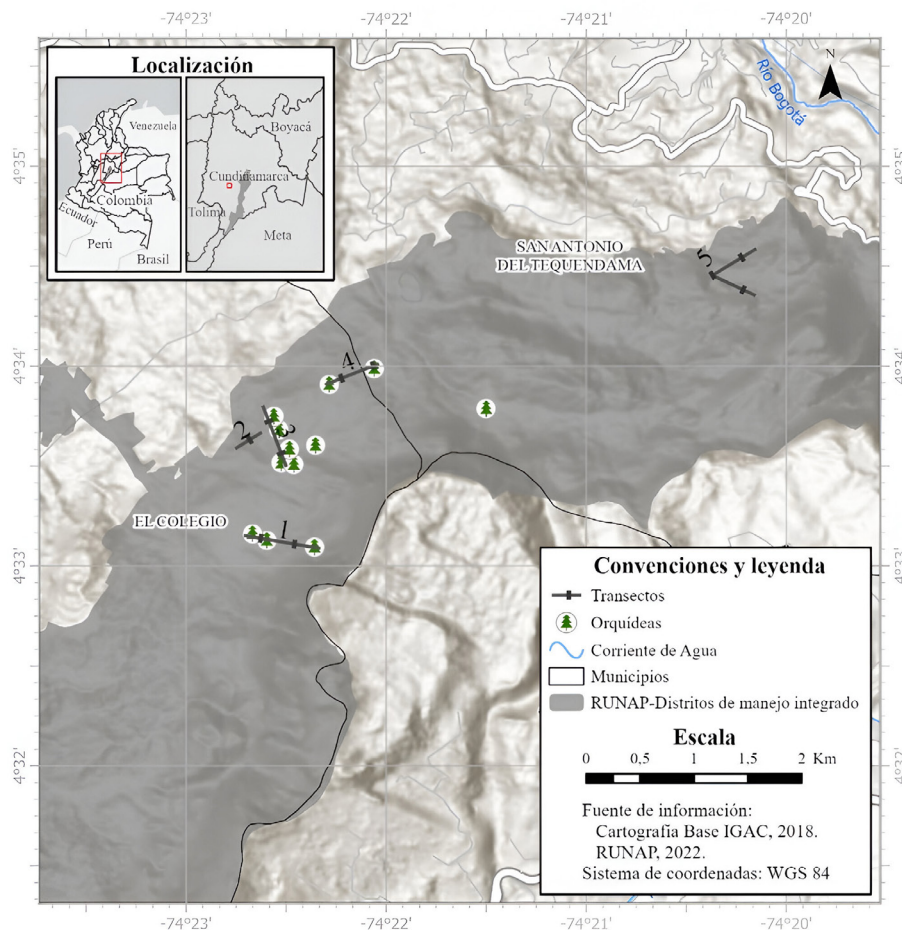 -74°23' -74°22' -74°21' -74°20'
Localización
Venezuela
Colombia
Ecuador
Perú
Brasil
Boyacá
Cundinamarca
Tolima
Meta
N
Río Bogotá
4°35' 4°35'
SAN ANTONIO
DEL TEQUENDAMA
5
4°34' 4°34'
4
2
3
EL COLEGIO
1
4°33'
Convenciones y leyenda
Transectos
Orquídeas
Corriente de Agua
Municipios
RUNAP-Distritos de manejo integrado
Escala
0 0,5 1 1,5 2 Km
Fuente de información:
Cartografia Base IGAC, 2018.
RUNAP, 2022.
Sistema de coordenadas: WGS 84
4°32' 4°32'
-74°23' -74°22' -74°21' -74°20'